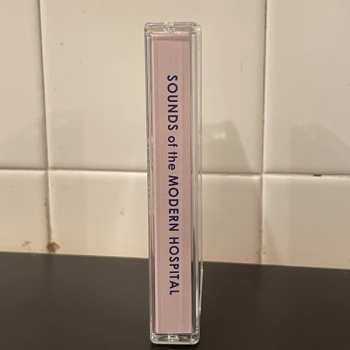 SOUNDS of the MODERN HOSPITAL